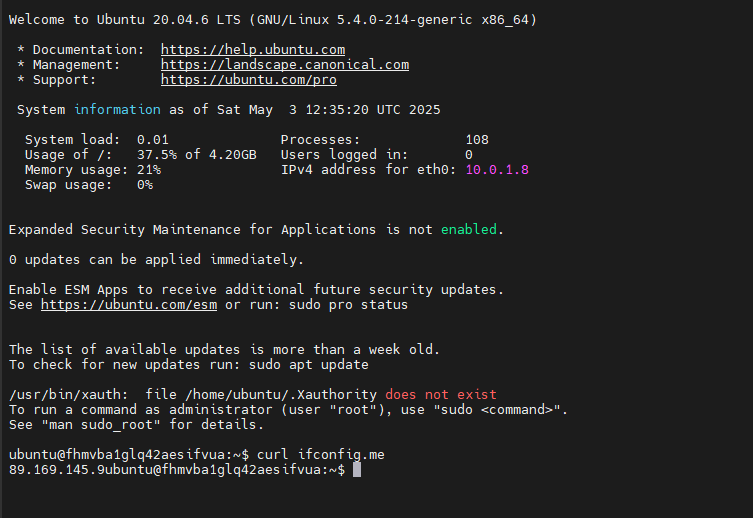 Welcome to Ubuntu 20.04.6 LTS (GNU/Linux 5.4.0-214-generic x86_64)
* Documentation:  https://help.ubuntu.com
* Management:     https://landscape.canonical.com
* Support:        https://ubuntu.com/pro
System information as of Sat May  3 12:35:20 UTC 2025
System load:  0.01              Processes:             108
Usage of /:   37.5% of 4.20GB   Users logged in:       0
Memory usage: 21%               IPv4 address for eth0: 10.0.1.8
Swap usage:   0%
Expanded Security Maintenance for Applications is not enabled.
0 updates can be applied immediately.
Enable ESM Apps to receive additional future security updates.
See https://ubuntu.com/esm or run: sudo pro status
The list of available updates is more than a week old.
To check for new updates run: sudo apt update
/usr/bin/xauth:  file /home/ubuntu/.Xauthority does not exist
To run a command as administrator (user "root"), use "sudo <command>".
See "man sudo_root" for details.
ubuntu@fhmvba1glq42aesifvua:~$ curl ifconfig.me
89.169.145.9ubuntu@fhmvba1glq42aesifvua:~$